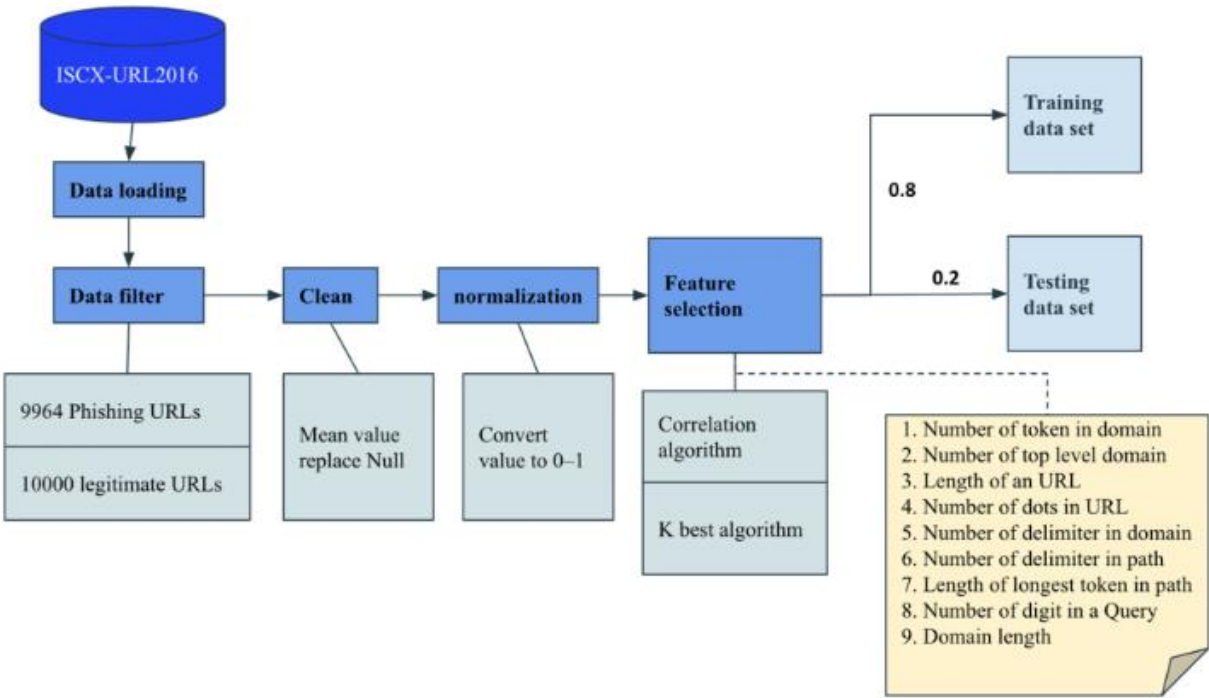 ISCX-URL2016
Data loading
Data filter
Clean
normalization
Feature
selection
0.8
0.2
Training
data set
Testing
data set
9964 Phishing URLs
10000 legitimate URLs
Mean value
replace Null
Convert
value to 0–1
Correlation
algorithm
K best algorithm
1. Number of token in domain
2. Number of top level domain
3. Length of an URL
4. Number of dots in URL
5. Number of delimiter in domain
6. Number of delimiter in path
7. Length of longest token in path
8. Number of digit in a Query
9. Domain length